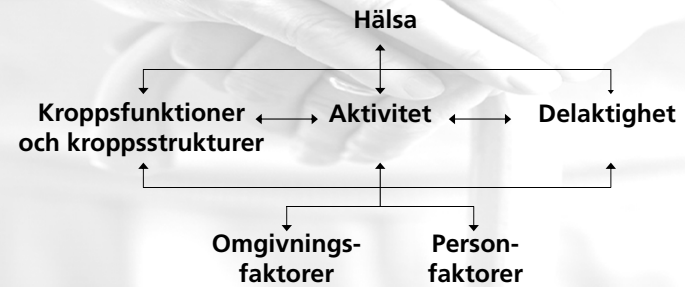 Hälsa
Kroppsfunktioner
och kroppsstrukturer
Aktivitet
Delaktighet
Omgivnings-
faktorer
Person-
faktorer